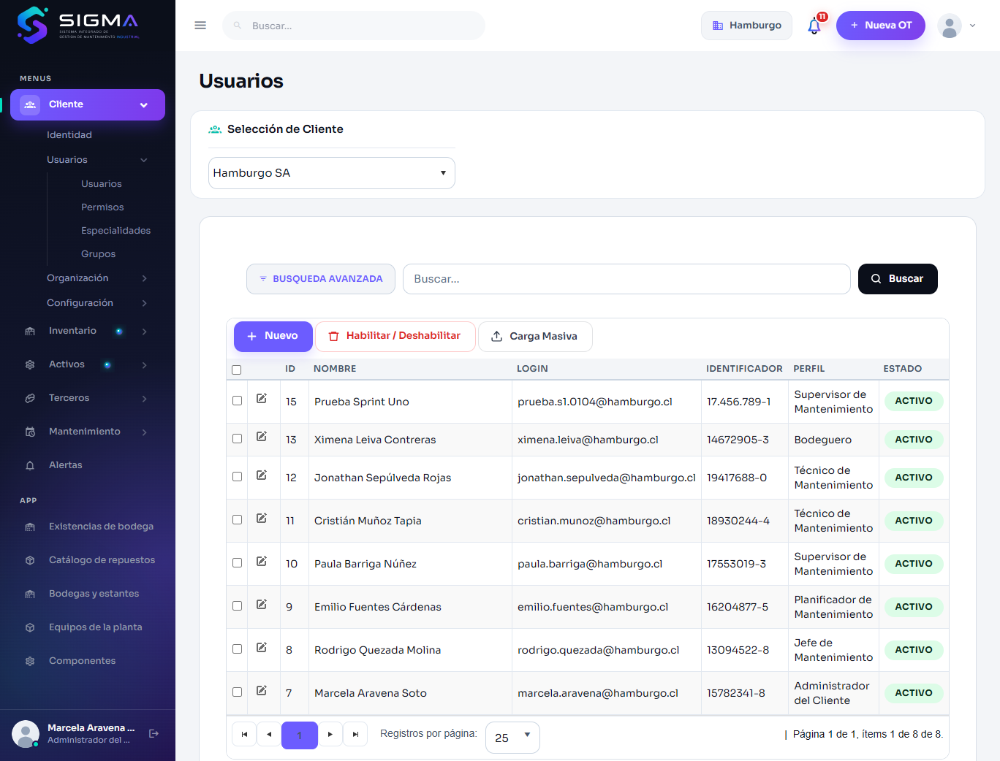 SIGMA
SISTEMA INTEGRADO DE
GESTION DE MANTENIMIENTO INDUSTRIAL
Buscar...
Hamburgo
11
+ Nueva OT
MENUS
Cliente
Identidad
Usuarios
Usuarios
Permisos
Especialidades
Grupos
Organización
Configuración
Inventario
Activos
Terceros
Mantenimiento
Alertas
APP
Existencias de bodega
Catálogo de repuestos
Bodegas y estantes
Equipos de la planta
Componentes
Marcela Aravena ...
Administrador del ...
Usuarios
Selección de Cliente
Hamburgo SA
BUSQUEDA AVANZADA
Buscar...
Buscar
+ Nuevo
Habilitar / Deshabilitar
Carga Masiva
ID NOMBRE LOGIN IDENTIFICADOR PERFIL ESTADO
15 Prueba Sprint Uno prueba.s1.0104@hamburgo.cl 17.456.789-1 Supervisor de Mantenimiento ACTIVO
13 Ximena Leiva Contreras ximena.leiva@hamburgo.cl 14672905-3 Bodeguero ACTIVO
12 Jonathan Sepúlveda Rojas jonathan.sepulveda@hamburgo.cl 19417688-0 Técnico de Mantenimiento ACTIVO
11 Cristián Muñoz Tapia cristian.munoz@hamburgo.cl 18930244-4 Técnico de Mantenimiento ACTIVO
10 Paula Barriga Núñez paula.barriga@hamburgo.cl 17553019-3 Supervisor de Mantenimiento ACTIVO
9 Emilio Fuentes Cárdenas emilio.fuentes@hamburgo.cl 16204877-5 Planificador de Mantenimiento ACTIVO
8 Rodrigo Quezada Molina rodrigo.quezada@hamburgo.cl 13094522-8 Jefe de Mantenimiento ACTIVO
7 Marcela Aravena Soto marcela.aravena@hamburgo.cl 15782341-8 Administrador del Cliente ACTIVO
1 Registros por página: 25 | Página 1 de 1, ítems 1 de 8 de 8.